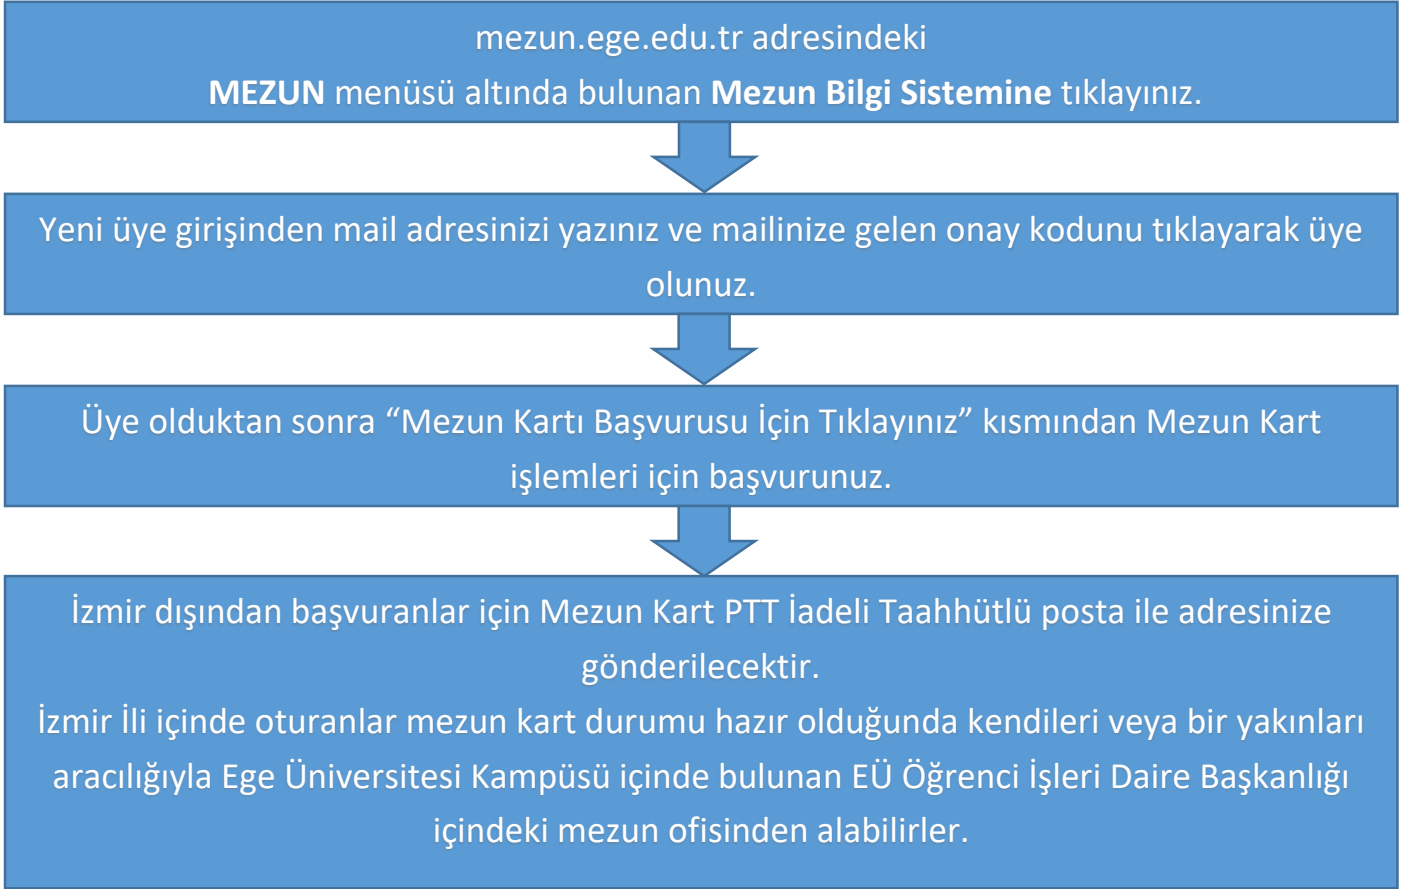 mezun.ege.edu.tr adresindeki
MEZUN menüsü altında bulunan Mezun Bilgi Sistemine tıklayınız.
Yeni üye girişinden mail adresinizi yazınız ve mailinize gelen onay kodunu tıklayarak üye
olunuz.
Üye olduktan sonra “Mezun Kartı Başvurusu İçin Tıklayınız” kısmından Mezun Kart
işlemleri için başvurunuz.
İzmir dışından başvuranlar için Mezun Kart PTT İadeli Taahhütlü posta ile adresinize
gönderilecektir.
İzmir İli içinde oturanlar mezun kart durumu hazır olduğunda kendileri veya bir yakınları
aracılığıyla Ege Üniversitesi Kampüsü içinde bulunan EÜ Öğrenci İşleri Daire Başkanlığı
içindeki mezun ofisinden alabilirler.